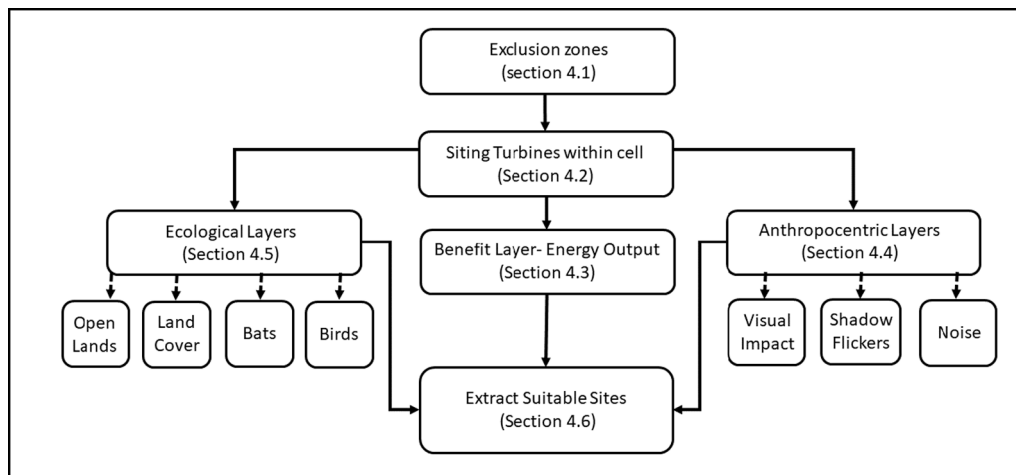 Exclusion zones
(section 4.1)
Siting Turbines within cell
(Section 4.2)
Ecological Layers
(Section 4.5)
Benefit Layer- Energy Output
(Section 4.3)
Anthropocentric Layers
(Section 4.4)
Open
Lands
Land
Cover
Bats
Birds
Visual
Impact
Shadow
Flickers
Noise
Extract Suitable Sites
(Section 4.6)